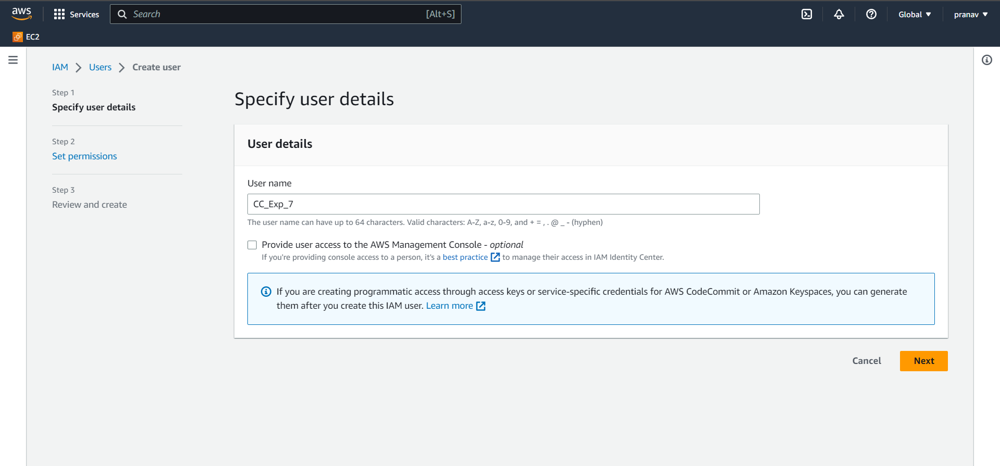 aws
Services
Search
[Alt+S]
Global
pranav
EC2
IAM
Users
Create user
Step 1
Specify user details
Step 2
Set permissions
Step 3
Review and create
Specify user details
User details
User name
CC_Exp_7
The user name can have up to 64 characters. Valid characters: A-Z, a-z, 0-9, and + = , . @ _ - (hyphen)
Provide user access to the AWS Management Console - optional
If you're providing console access to a person, it's a best practice to manage their access in IAM Identity Center.
If you are creating programmatic access through access keys or service-specific credentials for AWS CodeCommit or Amazon Keyspaces, you can generate
them after you create this IAM user. Learn more
Cancel
Next